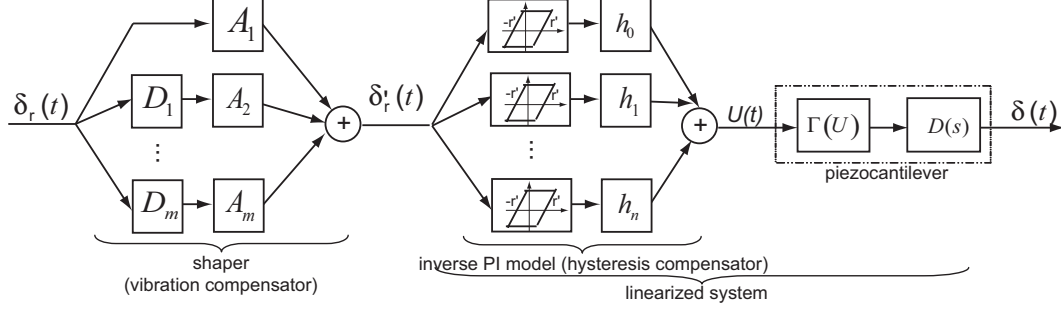 A₁
-r' r'
h₀
δᵣ(t)
D₁
A₂
δ'ᵣ(t)
-r' r'
h₁
U(t)
Γ(U)
D(s)
δ(t)
+
+
⋮
⋮
piezocantilever
Dₘ
Aₘ
-r' r'
hₙ
shaper
(vibration compensator)
inverse PI model (hysteresis compensator)
linearized system